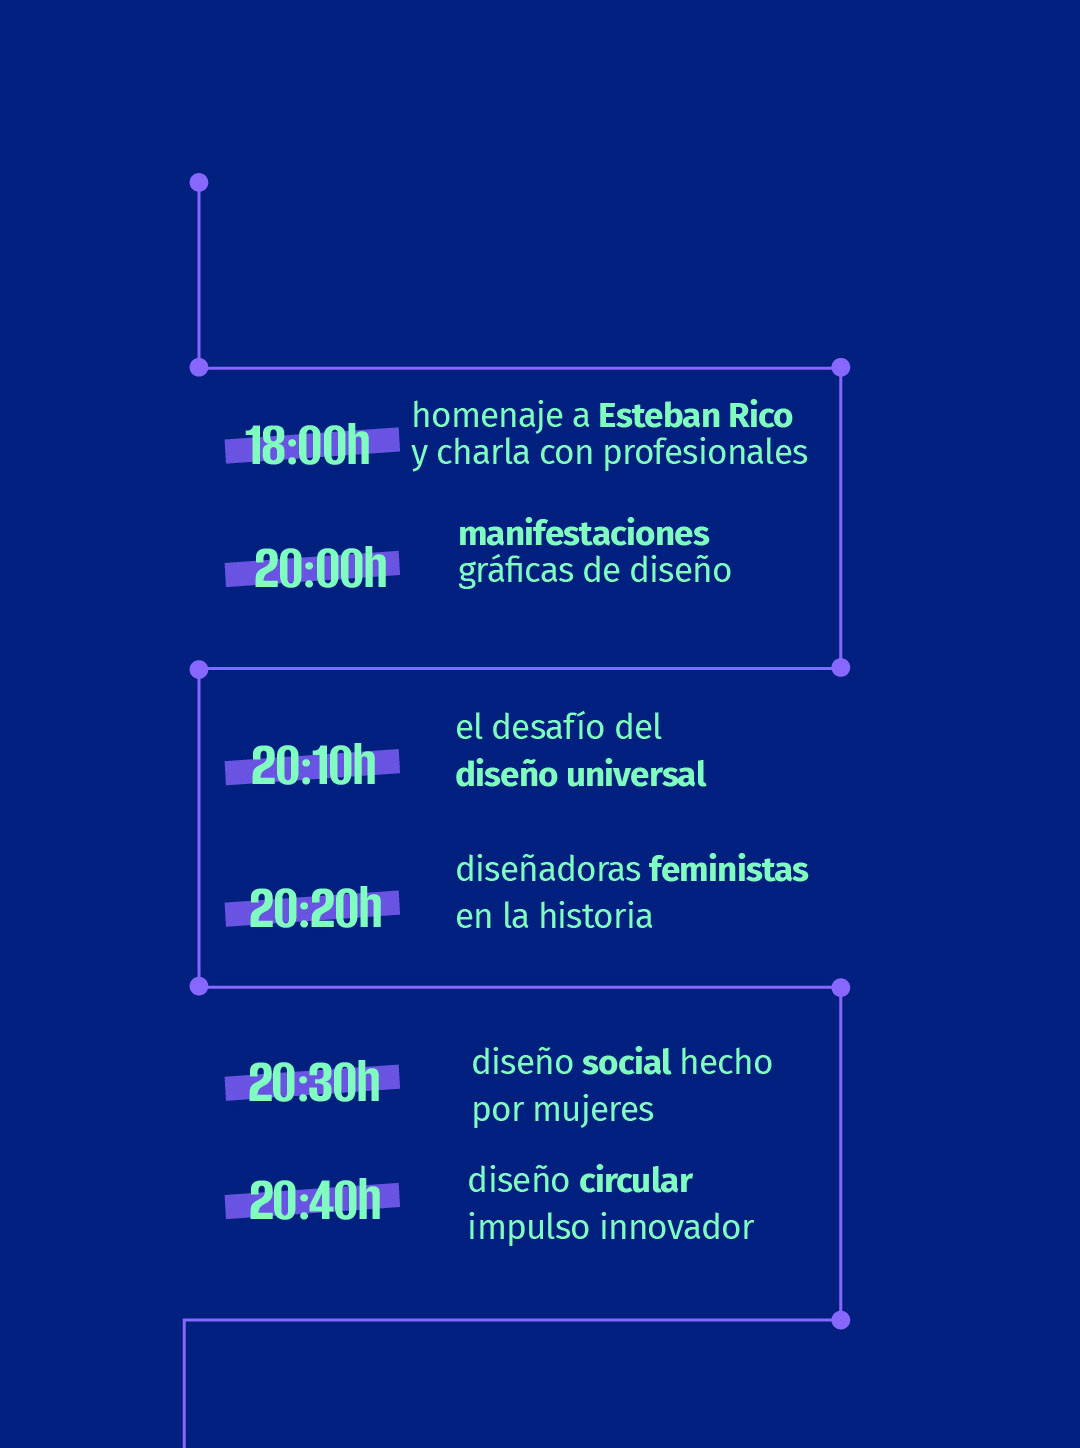 18:00h
homenaje a Esteban Rico
y charla con profesionales
20:00h
manifestaciones
gráficas de diseño
20:10h
el desafío del
diseño universal
20:20h
diseñadoras feministas
en la historia
20:30h
diseño social hecho
por mujeres
20:40h
diseño circular
impulso innovador